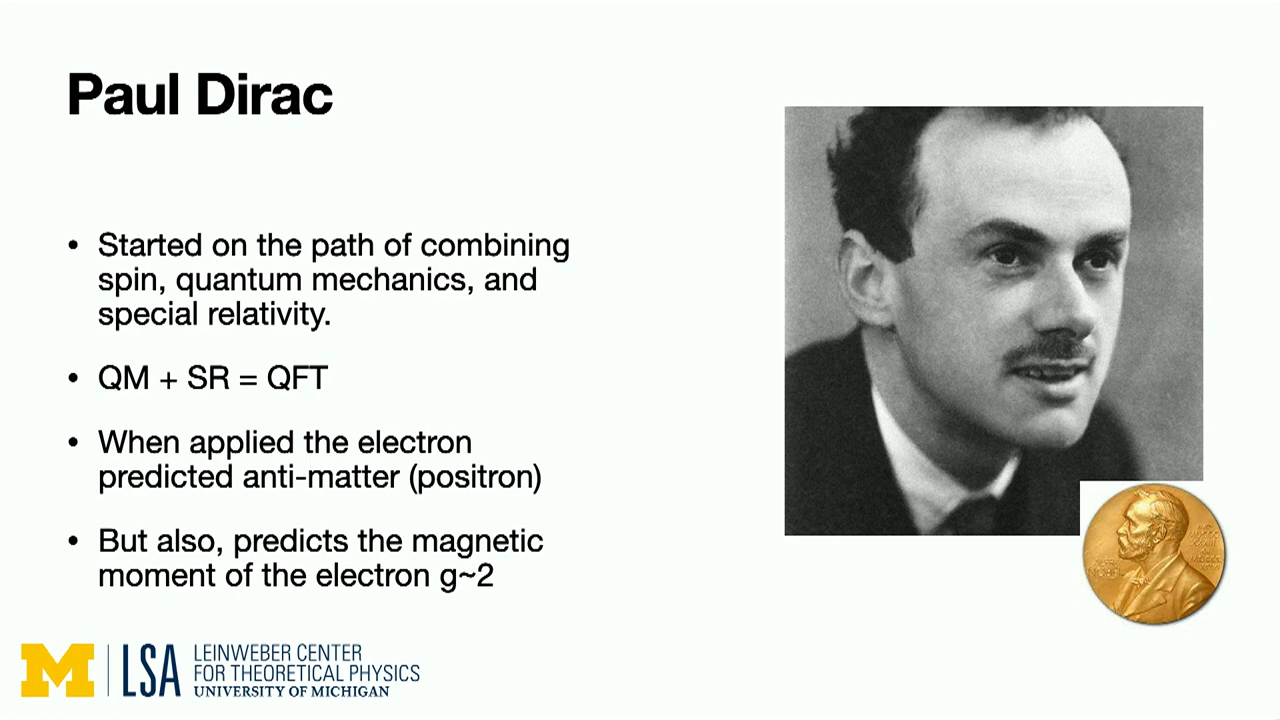 Paul Dirac
• Started on the path of combining
spin, quantum mechanics, and
special relativity.
• QM + SR = QFT
• When applied the electron
predicted anti-matter (positron)
• But also, predicts the magnetic
moment of the electron g~2
M | LSA
LEINWEBER CENTER
FOR THEORETICAL PHYSICS
UNIVERSITY OF MICHIGAN